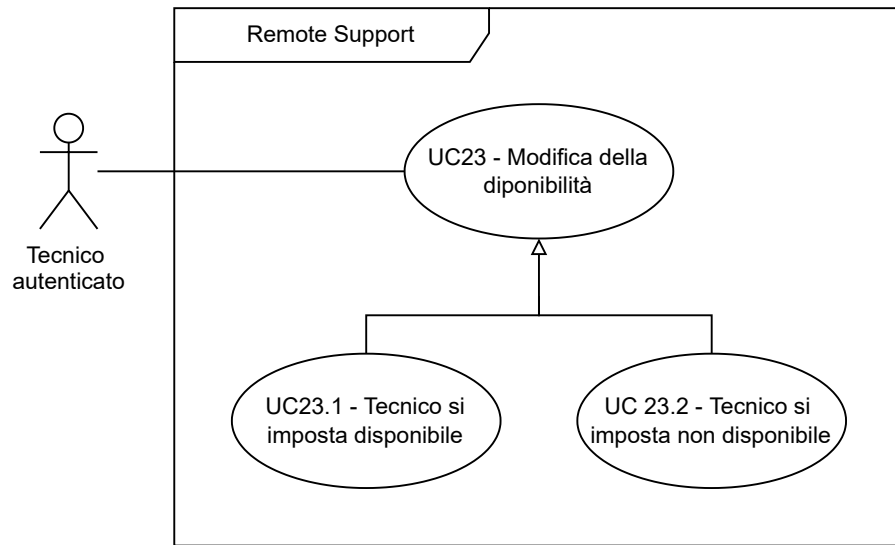 Remote Support
UC23 - Modifica della
diponibilità
Tecnico
autenticato
UC23.1 - Tecnico si
imposta disponibile
UC 23.2 - Tecnico si
imposta non disponibile